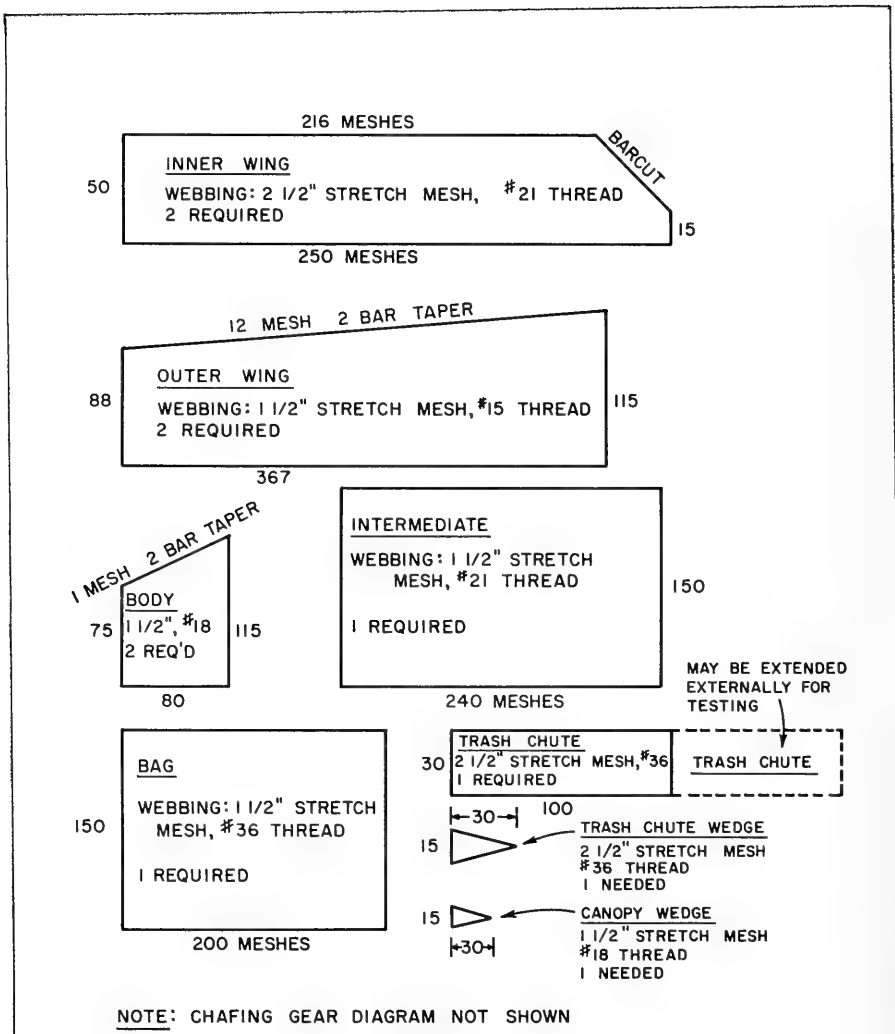 216 MESHES
BARCUT
INNER WING
50
WEBBING: 2 1/2" STRETCH MESH, #21 THREAD
2 REQUIRED
15
250 MESHES
12 MESH 2 BAR TAPER
OUTER WING
88
WEBBING: 1 1/2" STRETCH MESH, #15 THREAD
115
2 REQUIRED
367
1 MESH 2 BAR TAPER
BODY
75
1 1/2", #18
115
2 REQ'D
80
INTERMEDIATE
WEBBING: 1 1/2" STRETCH
MESH, #21 THREAD
150
1 REQUIRED
240 MESHES
MAY BE EXTENDED
EXTERNALLY FOR
TESTING
BAG
150
WEBBING: 1 1/2" STRETCH
MESH, #36 THREAD
1 REQUIRED
200 MESHES
TRASH CHUTE
30
2 1/2" STRETCH MESH, #36
1 REQUIRED
TRASH CHUTE
100
30
15
TRASH CHUTE WEDGE
2 1/2" STRETCH MESH
#36 THREAD
1 NEEDED
15
CANOPY WEDGE
1 1/2" STRETCH MESH
#18 THREAD
1 NEEDED
30
NOTE: CHAFING GEAR DIAGRAM NOT SHOWN